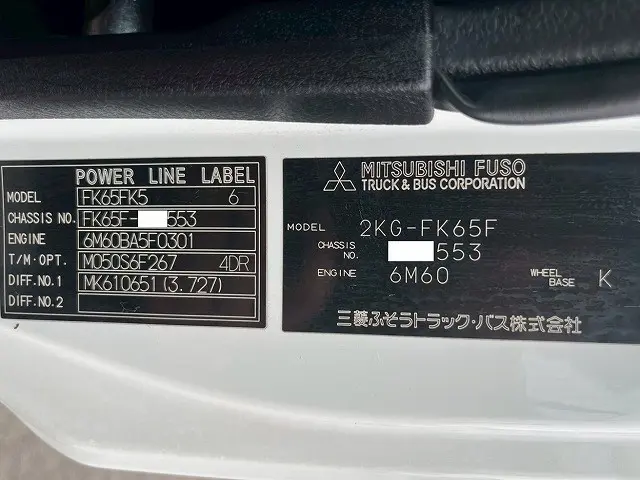 POWER LINE LABEL
MODEL FK65FK5 6
CHASSIS NO. FK65F- 553
ENGINE 6M60BA5F0301
T/M·OPT. M050S6F267 4DR
DIFF.NO.1 MK610651(3.727)
DIFF.NO.2
MITSUBISHI FUSO
TRUCK & BUS CORPORATION
MODEL 2KG-FK65F
CHASSIS NO. 553
ENGINE 6M60 WHEEL BASE K
三菱ふそうトラック・バス株式会社